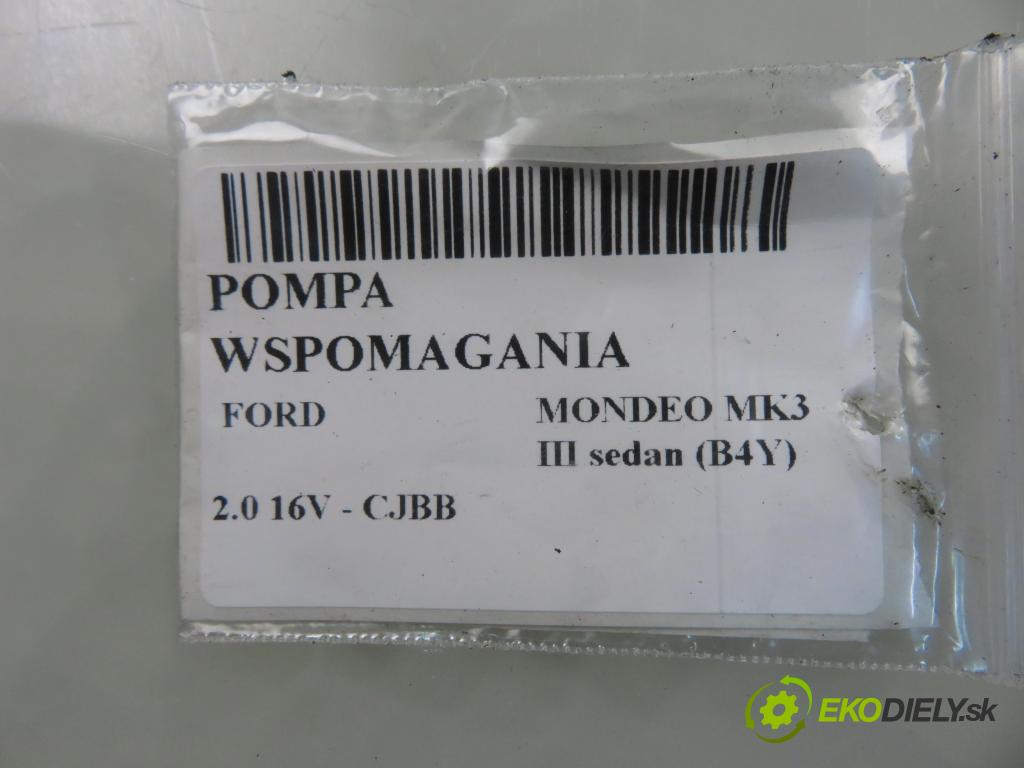 POMPA
WSPOMAGANIA
FORD
MONDEO MK3
III sedan (B4Y)
2.0 16V - CJBB
EKODIELY.sk